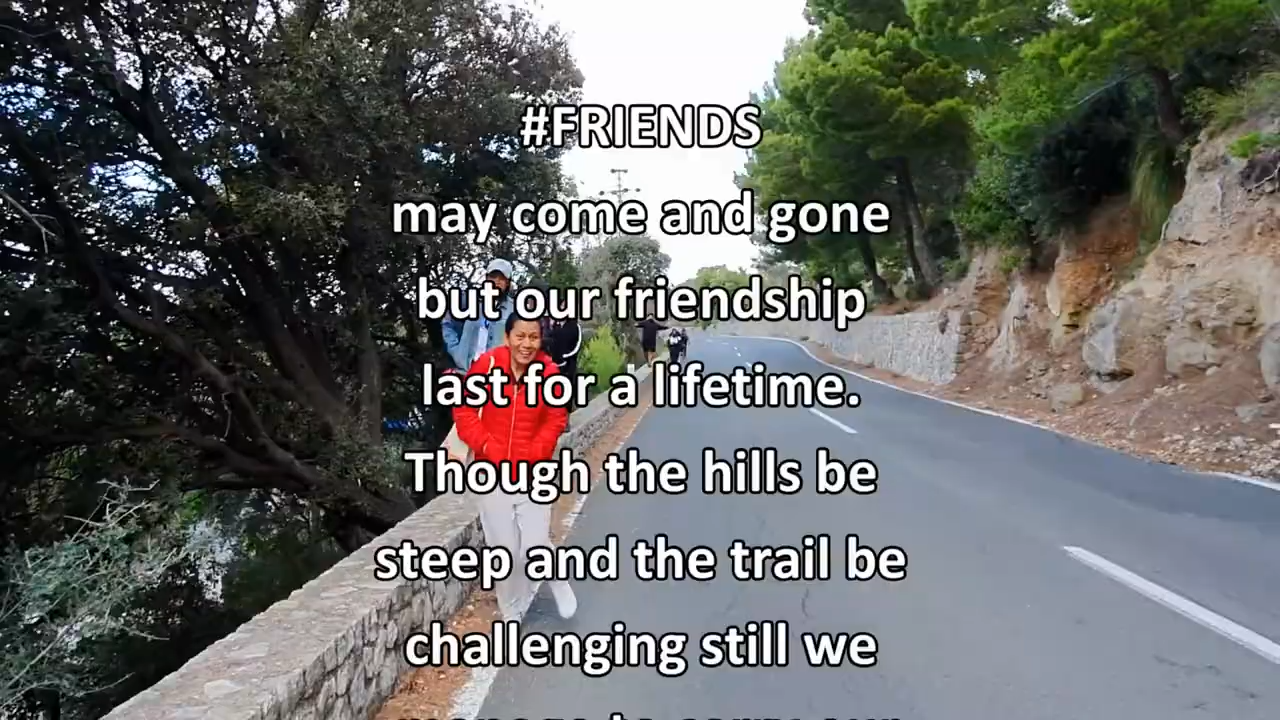 #FRIENDS
may come and gone
but our friendship
last for a lifetime.
Though the hills be
steep and the trail be
challenging still we